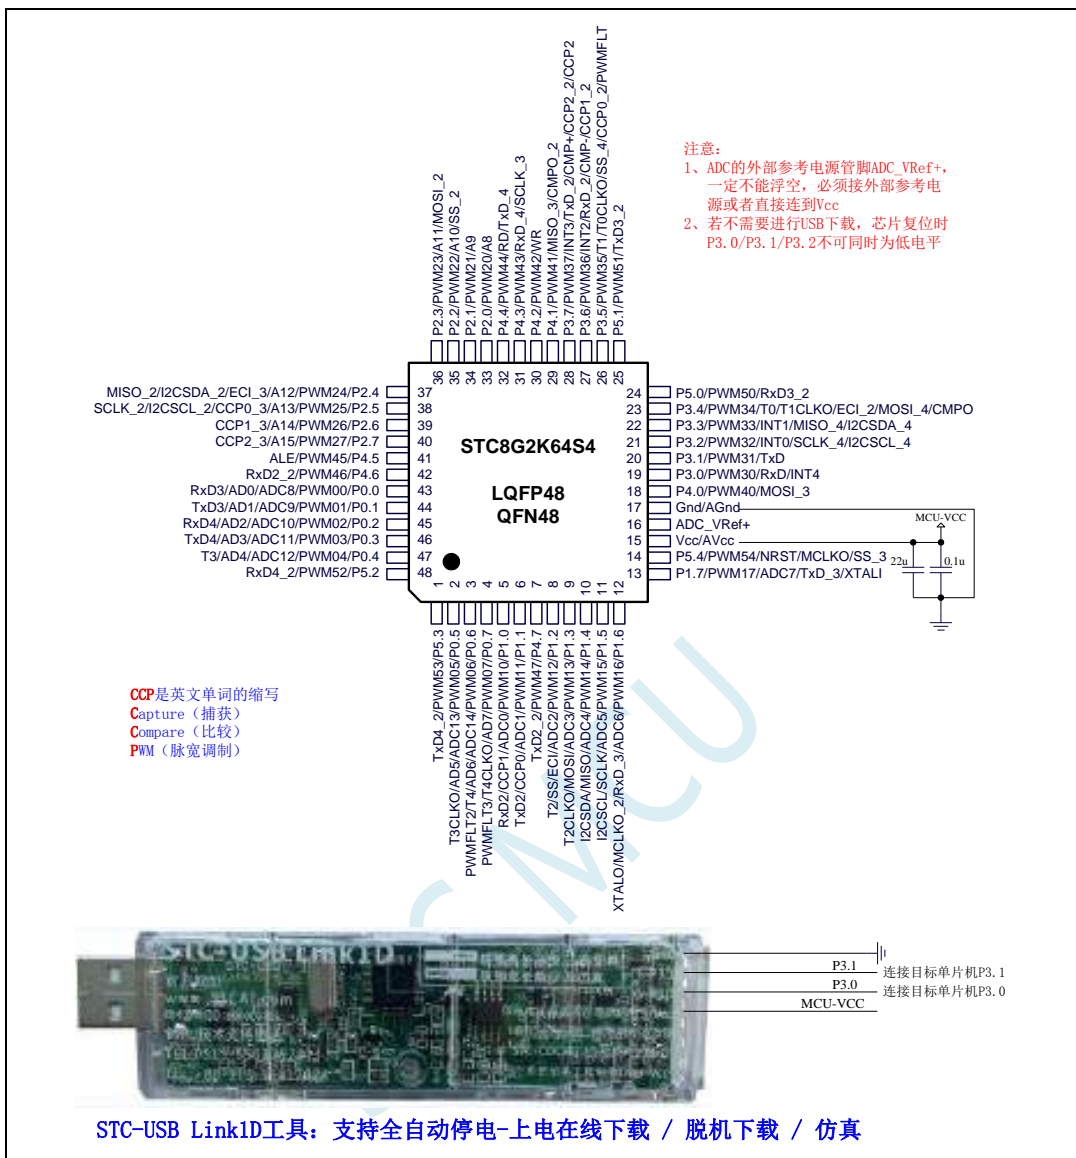 P2.3/PWM23/A11/MOSI_2
P2.2/PWM22/A10/SS_2
P2.1/PWM21/A9
P2.0/PWM20/A8
P4.4/PWM44/RD/TxD_4
P4.3/PWM43/RxD_4/SCLK_3
P4.2/PWM42/WR
P4.1/PWM41/MISO_3/CMPO_2
P3.7/PWM37/INT3/TxD_2/CMP+/CCP2_2/CCP2
P3.6/PWM36/INT2/RxD_2/CMP-/CCP1_2
P3.5/PWM35/T1/T0CLKO/SS_4/CCP0_2/PWMFLT
P5.1/PWM51/TxD3_2
注意：
1、ADC的外部参考电源管脚ADC_VRef+，
一定不能浮空，必须接外部参考电
源或者直接连到Vcc
2、若不需要进行USB下载，芯片复位时
P3.0/P3.1/P3.2不可同时为低电平
36 35 34 33 32 31 30 29 28 27 26 25
MISO_2/I2CSDA_2/ECI_3/A12/PWM24/P2.4 37
SCLK_2/I2CSCL_2/CCP0_3/A13/PWM25/P2.5 38
CCP1_3/A14/PWM26/P2.6 39
CCP2_3/A15/PWM27/P2.7 40
ALE/PWM45/P4.5 41
RxD2_2/PWM46/P4.6 42
RxD3/AD0/ADC8/PWM00/P0.0 43
TxD3/AD1/ADC9/PWM01/P0.1 44
RxD4/AD2/ADC10/PWM02/P0.2 45
TxD4/AD3/ADC11/PWM03/P0.3 46
T3/AD4/ADC12/PWM04/P0.4 47
RxD4_2/PWM52/P5.2 48
STC8G2K64S4
LQFP48
QFN48
24 P5.0/PWM50/RxD3_2
23 P3.4/PWM34/T0/T1CLKO/ECI_2/MOSI_4/CMPO
22 P3.3/PWM33/INT1/MISO_4/I2CSDA_4
21 P3.2/PWM32/INT0/SCLK_4/I2CSCL_4
20 P3.1/PWM31/TxD
19 P3.0/PWM30/RxD/INT4
18 P4.0/PWM40/MOSI_3
17 Gnd/AGnd
16 ADC_VRef+
15 Vcc/AVcc
14 P5.4/PWM54/NRST/MCLKO/SS_3
13 P1.7/PWM17/ADC7/TxD_3/XTALI
MCU-VCC
22u 0.1u
1 2 3 4 5 6 7 8 9 10 11 12
TxD4_2/PWM53/P5.3
T3CLKO/AD5/ADC13/PWM05/P0.5
PWMFLT2/T4/AD6/ADC14/PWM06/P0.6
PWMFLT3/T4CLKO/AD7/PWM07/P0.7
RxD2/CCP1/ADC0/PWM10/P1.0
TxD2/CCP0/ADC1/PWM11/P1.1
TxD2_2/PWM47/P4.7
T2/SS/ECI/ADC2/PWM12/P1.2
T2CLKO/MOSI/ADC3/PWM13/P1.3
I2CSDA/MISO/ADC4/PWM14/P1.4
I2CSCL/SCLK/ADC5/PWM15/P1.5
XTALO/MCLKO_2/RxD_3/ADC6/PWM16/P1.6
CCP是英文单词的缩写
Capture（捕获）
Compare（比较）
PWM（脉宽调制）
MCU
STC-USB Link1D
P3.1 连接目标单片机P3.1
P3.0 连接目标单片机P3.0
MCU-VCC
STC-USB Link1D工具：支持全自动停电-上电在线下载 / 脱机下载 / 仿真